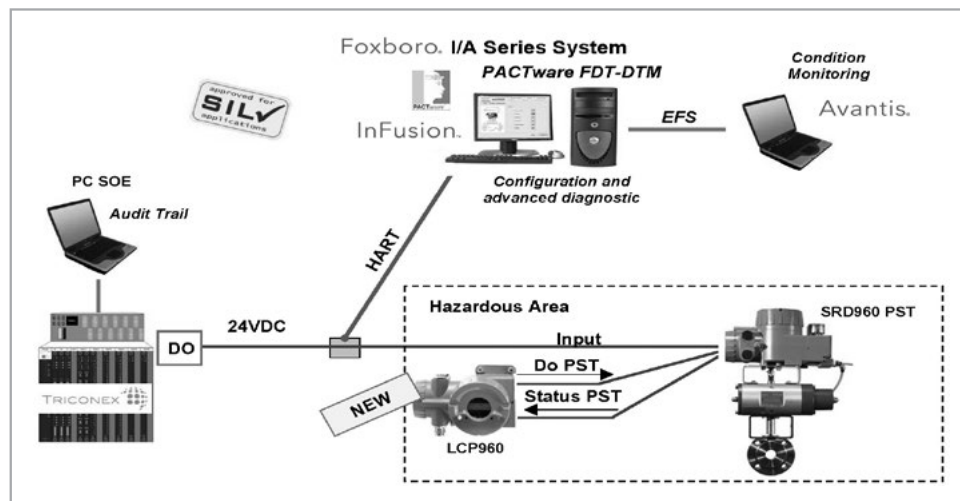 Foxboro. I/A Series System
PACTware FDT-DTM
PACTware
InFusion.
Condition
Monitoring
Avantis.
EFS
approved for
SIL
applications
Configuration and
advanced diagnostic
PC SOE
Audit Trail
HART
Hazardous Area
SRD960 PST
24VDC
DO
Input
Do PST
NEW
Status PST
TRICONEX
LCP960